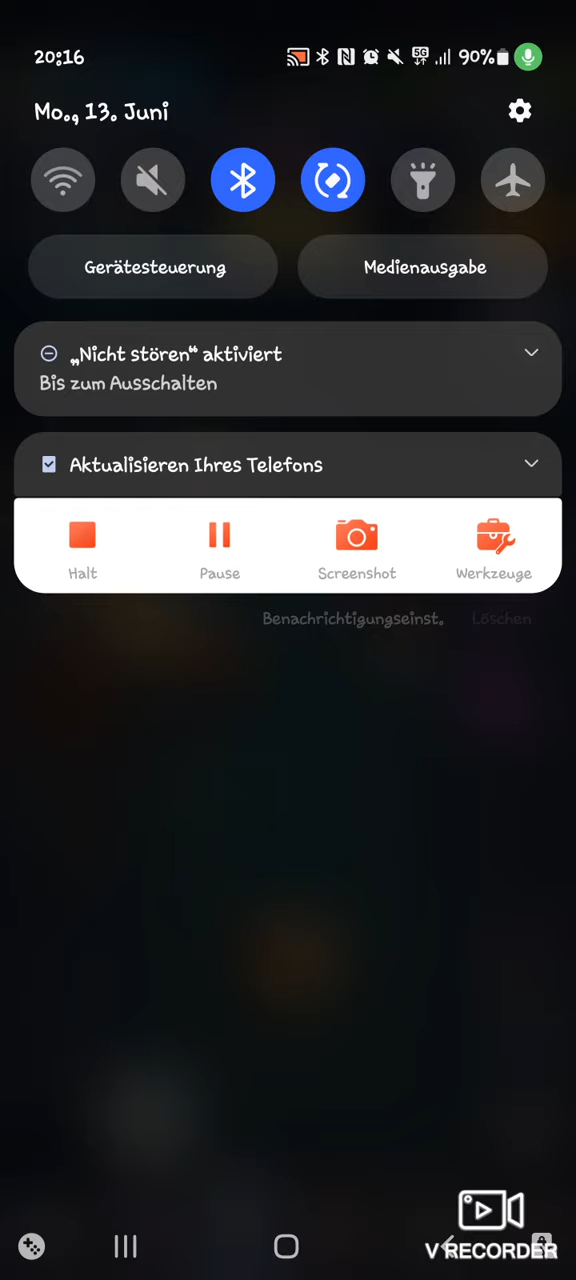 20:16 5G 90%
Mo., 13. Juni
Gerätesteuerung Medienausgabe
„Nicht stören“ aktiviert
Bis zum Ausschalten
Aktualisieren Ihres Telefons
Halt Pause Screenshot Werkzeuge
Benachrichtigungseinst. Löschen
V RECORDER